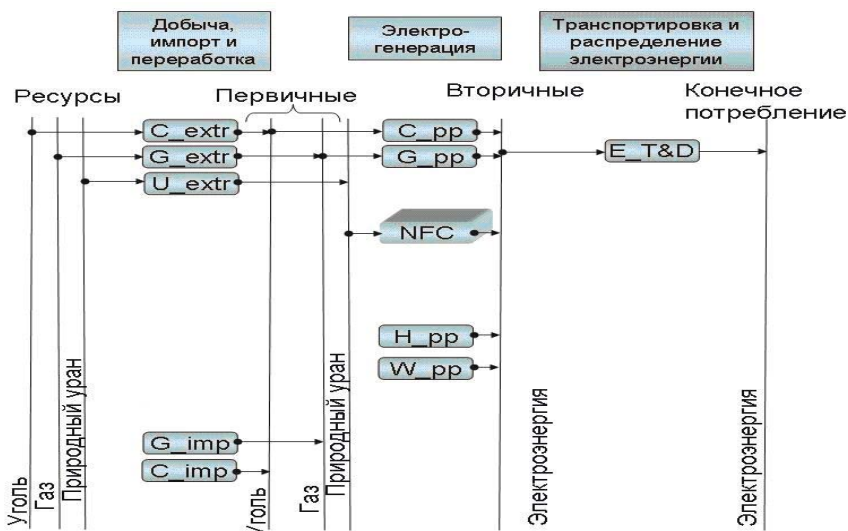 Добыча,
импорт и
переработка
Электро-
генерация
Транспортировка и
распределение
электроэнергии
Ресурсы
Первичные
Вторичные
Конечное
потребление
C_extr
C_pp
G_extr
G_pp
E_T&D
U_extr
NFC
H_pp
W_pp
G_imp
C_imp
Уголь
Газ
Природный уран
Уголь
Газ
Природный уран
Электроэнергия
Электроэнергия